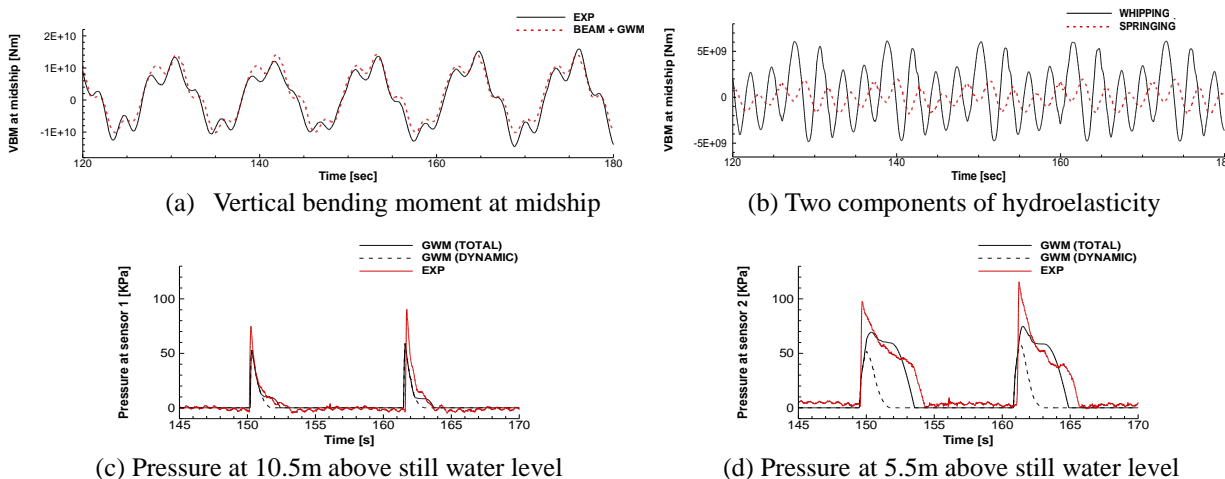 EXP
BEAM + GWM
VBM at midship [Nm]
2E+10
1E+10
0
-1E+10
120
140
160
180
Time [sec]
(a) Vertical bending moment at midship
WHIPPING
SPRINGING
VBM at midship [Nm]
5E+09
0
-5E+09
120
140
160
180
Time [sec]
(b) Two components of hydroelasticity
GWM (TOTAL)
GWM (DYNAMIC)
EXP
Pressure at sensor 1 [KPa]
100
50
0
145
150
155
160
165
170
Time [s]
(c) Pressure at 10.5m above still water level
GWM (TOTAL)
GWM (DYNAMIC)
EXP
Pressure at sensor 2 [KPa]
100
50
0
145
150
155
160
165
170
Time [s]
(d) Pressure at 5.5m above still water level